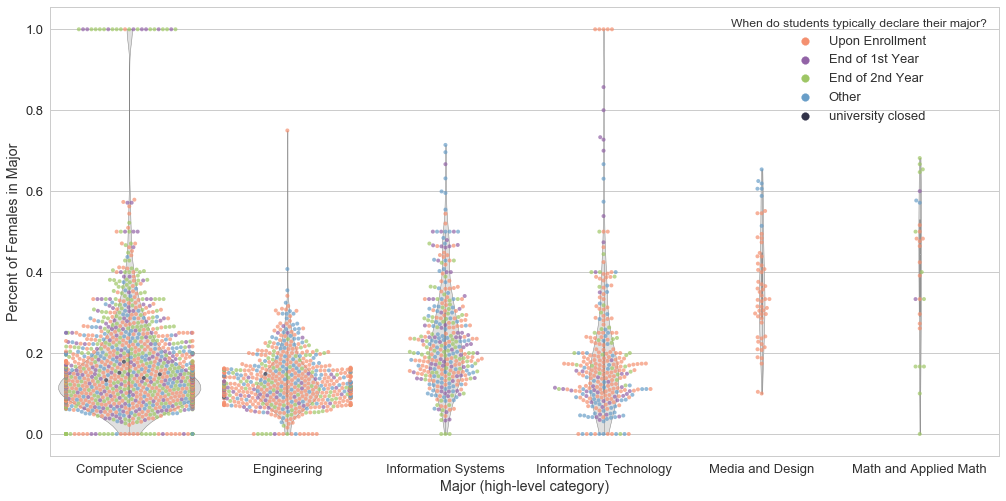 When do students typically declare their major?
Upon Enrollment
End of 1st Year
End of 2nd Year
Other
university closed
Percent of Females in Major
1.0
0.8
0.6
0.4
0.2
0.0
Computer Science Engineering Information Systems Information Technology Media and Design Math and Applied Math
Major (high-level category)